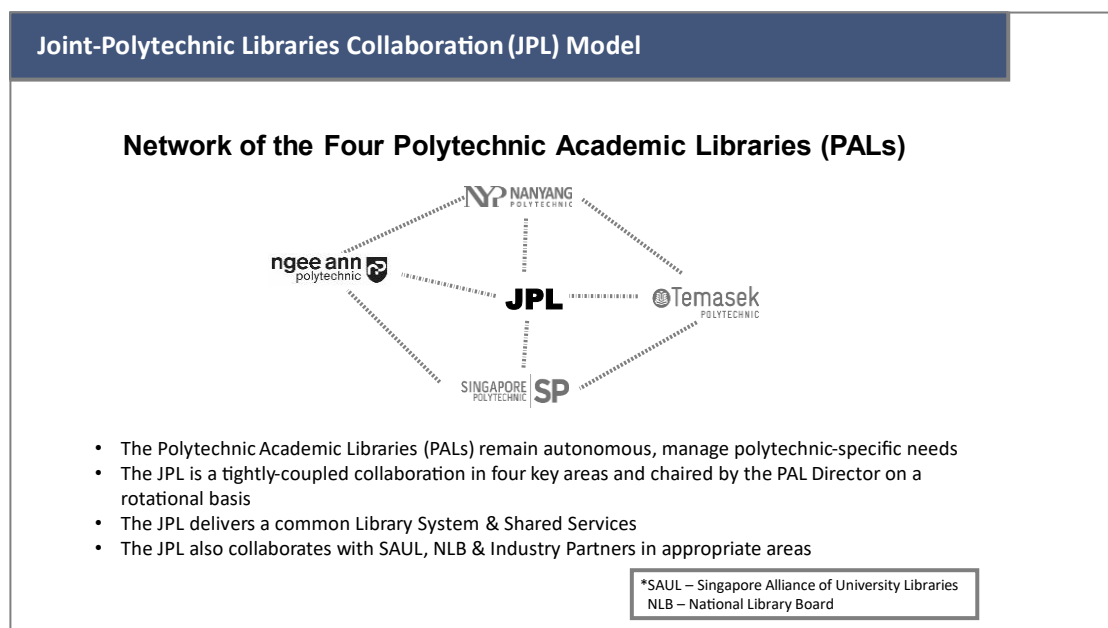 Joint-Polytechnic Libraries Collaboration (JPL) Model
Network of the Four Polytechnic Academic Libraries (PALs)
NYP NANYANG
POLYTECHNIC
ngee ann
polytechnic
JPL
Temasek
POLYTECHNIC
SINGAPORE
POLYTECHNIC
SP
• The Polytechnic Academic Libraries (PALs) remain autonomous, manage polytechnic-specific needs
• The JPL is a tightly-coupled collaboration in four key areas and chaired by the PAL Director on a
rotational basis
• The JPL delivers a common Library System & Shared Services
• The JPL also collaborates with SAUL, NLB & Industry Partners in appropriate areas
*SAUL – Singapore Alliance of University Libraries
NLB – National Library Board